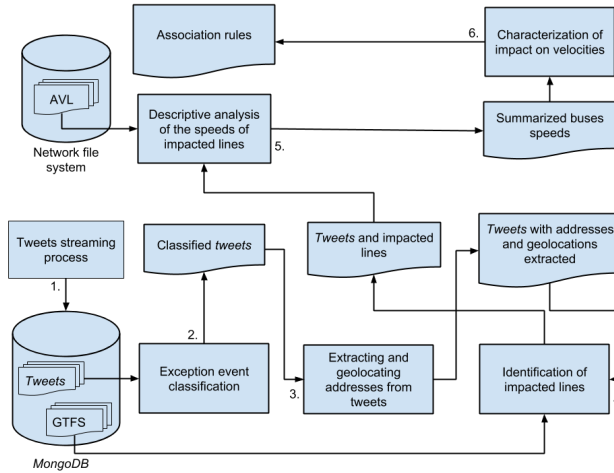 Association rules
6.
Characterization of
impact on velocities
AVL
Network file
system
Descriptive analysis
of the speeds of
impacted lines
5.
Summarized buses
speeds
Tweets streaming
process
1.
Classified tweets
Tweets and impacted
lines
Tweets with addresses
and geolocations
extracted
2.
Tweets
GTFS
MongoDB
Exception event
classification
3.
Extracting and
geolocating
addresses from
tweets
Identification of
impacted lines